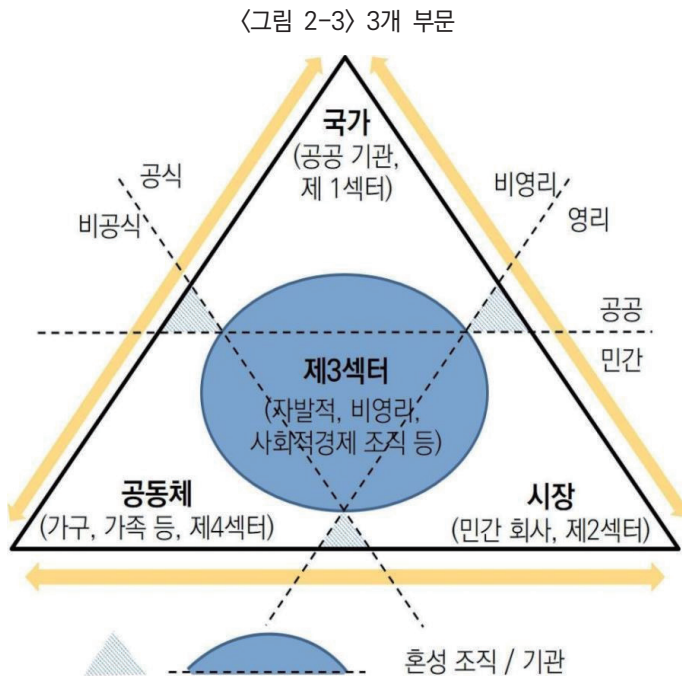 〈그림 2-3〉 3개 부문
국가
(공공 기관,
제 1섹터)
공식
비공식
비영리
영리
공공
민간
제3섹터
(자발적, 비영리,
사회적경제 조직 등)
공동체
(가구, 가족 등, 제4섹터)
시장
(민간 회사, 제2섹터)
혼성 조직 / 기관